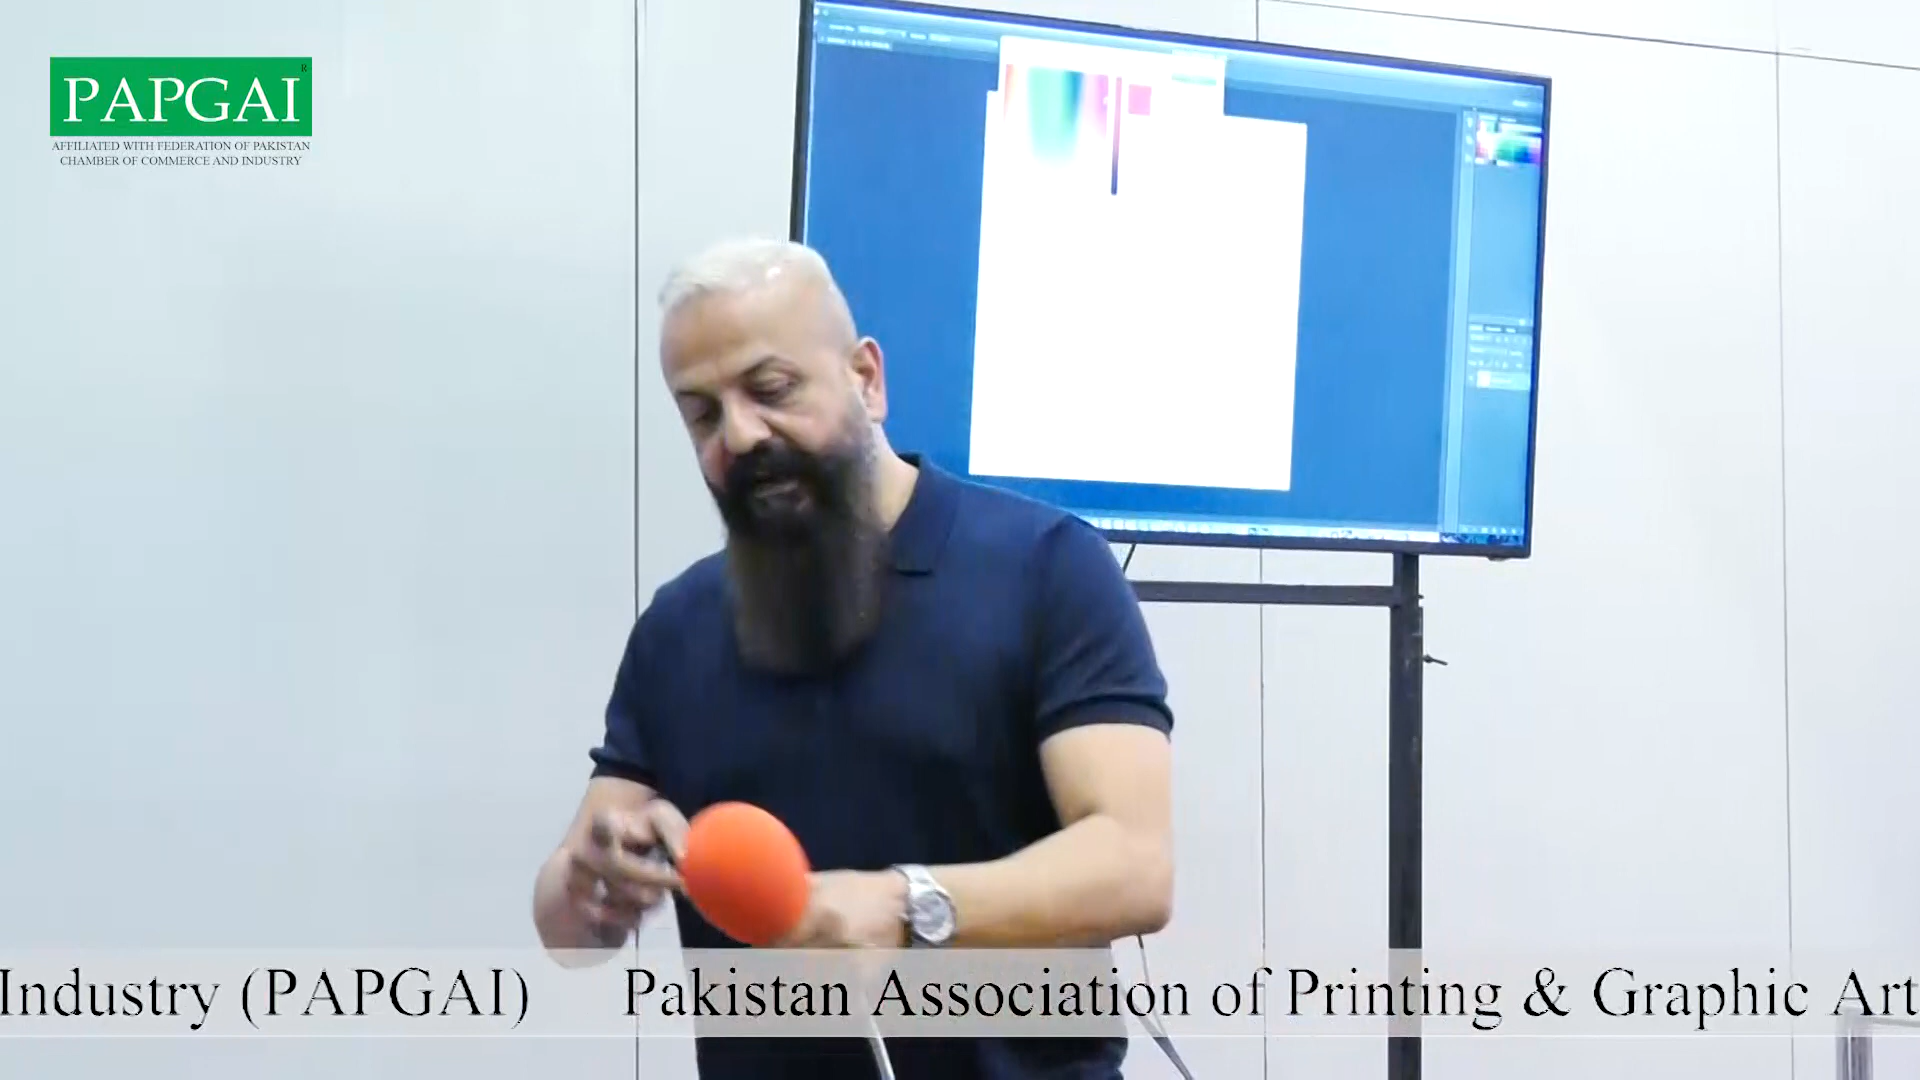 PAPGAI®
AFFILIATED WITH FEDERATION OF PAKISTAN
CHAMBER OF COMMERCE AND INDUSTRY
Industry (PAPGAI) Pakistan Association of Printing & Graphic Art